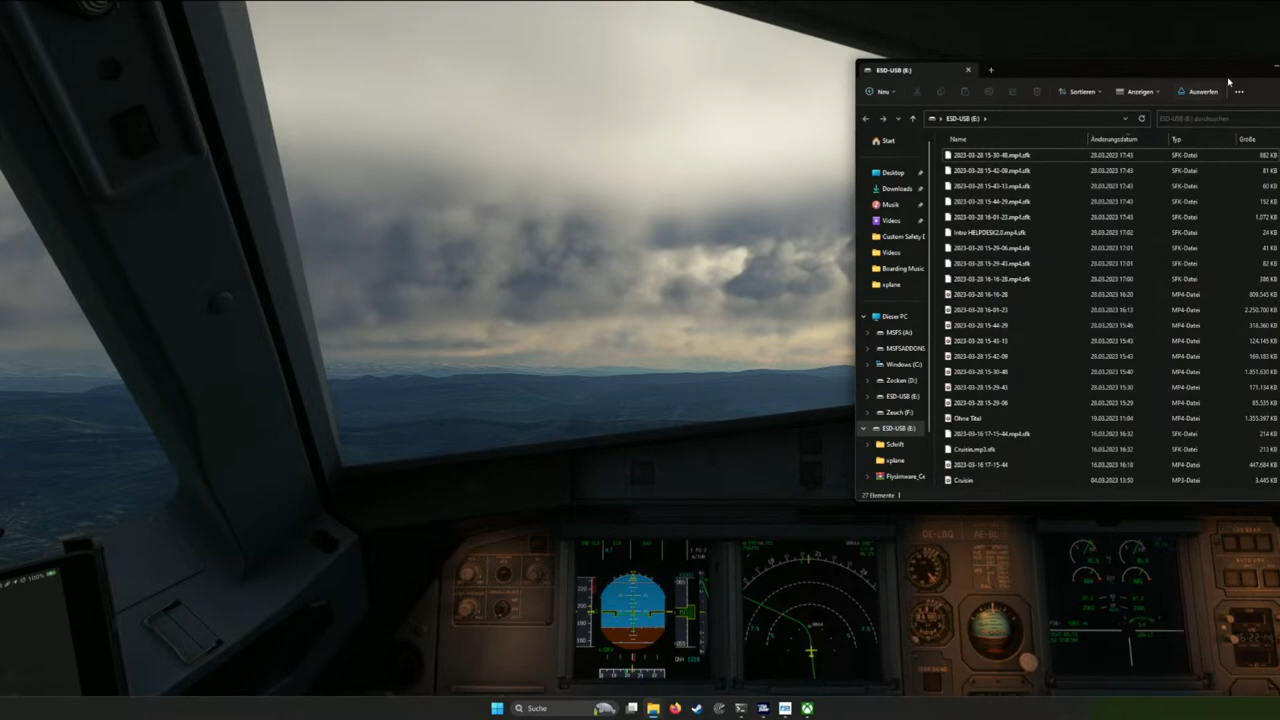 ESD-USB (E:)
Neu
Sortieren
Anzeigen
Auswerfen
ESD-USB (E:)
ESD-USB (E:) durchsuchen
Start
Desktop
Downloads
Musik
Videos
Custom Safety
Videos
Boarding Music
xplane
Dieser PC
MSFS (A:)
MSFSADDONS
Windows (C:)
Zocken (D:)
ESD-USB (E:)
Zeuch (F:)
ESD-USB (E:)
Schrift
xplane
Name Änderungsdatum Typ Größe
2023-03-28 15-30-48.mp4.sfk 28.03.2023 17:43 SFK-Datei 882 KB
2023-03-28 15-42-09.mp4.sfk 28.03.2023 17:43 SFK-Datei 81 KB
2023-03-28 15-43-13.mp4.sfk 28.03.2023 17:43 SFK-Datei 60 KB
2023-03-28 15-44-29.mp4.sfk 28.03.2023 17:43 SFK-Datei 152 KB
2023-03-28 16-01-23.mp4.sfk 28.03.2023 17:43 SFK-Datei 1.072 KB
Intro HELPDESK2.0.mp4.sfk 28.03.2023 17:02 SFK-Datei 24 KB
2023-03-28 15-29-06.mp4.sfk 28.03.2023 17:01 SFK-Datei 41 KB
2023-03-28 15-29-43.mp4.sfk 28.03.2023 17:01 SFK-Datei 82 KB
2023-03-28 16-16-28.mp4.sfk 28.03.2023 17:00 SFK-Datei 386 KB
2023-03-28 16-16-28 28.03.2023 16:20 MP4-Datei 809.545 KB
2023-03-28 16-01-23 28.03.2023 16:13 MP4-Datei 2.250.700 KB
2023-03-28 15-44-29 28.03.2023 15:46 MP4-Datei 318.360 KB
2023-03-28 15-43-13 28.03.2023 15:43 MP4-Datei 124.145 KB
2023-03-28 15-42-09 28.03.2023 15:43 MP4-Datei 169.183 KB
2023-03-28 15-30-48 28.03.2023 15:40 MP4-Datei 1.851.630 KB
2023-03-28 15-29-43 28.03.2023 15:30 MP4-Datei 171.134 KB
2023-03-28 15-29-06 28.03.2023 15:29 MP4-Datei 85.535 KB
Ohne Titel 19.03.2023 11:04 MP4-Datei 1.355.397 KB
2023-03-16 17-15-44.mp4.sfk 16.03.2023 16:32 SFK-Datei 214 KB
Cruisin.mp3.sfk 16.03.2023 16:32 SFK-Datei 213 KB
2023-03-16 17-15-44 16.03.2023 16:18 MP4-Datei 447.684 KB
Cruisin 04.03.2023 13:50 MP3-Datei 3.445 KB
27 Elemente
100%
Suche